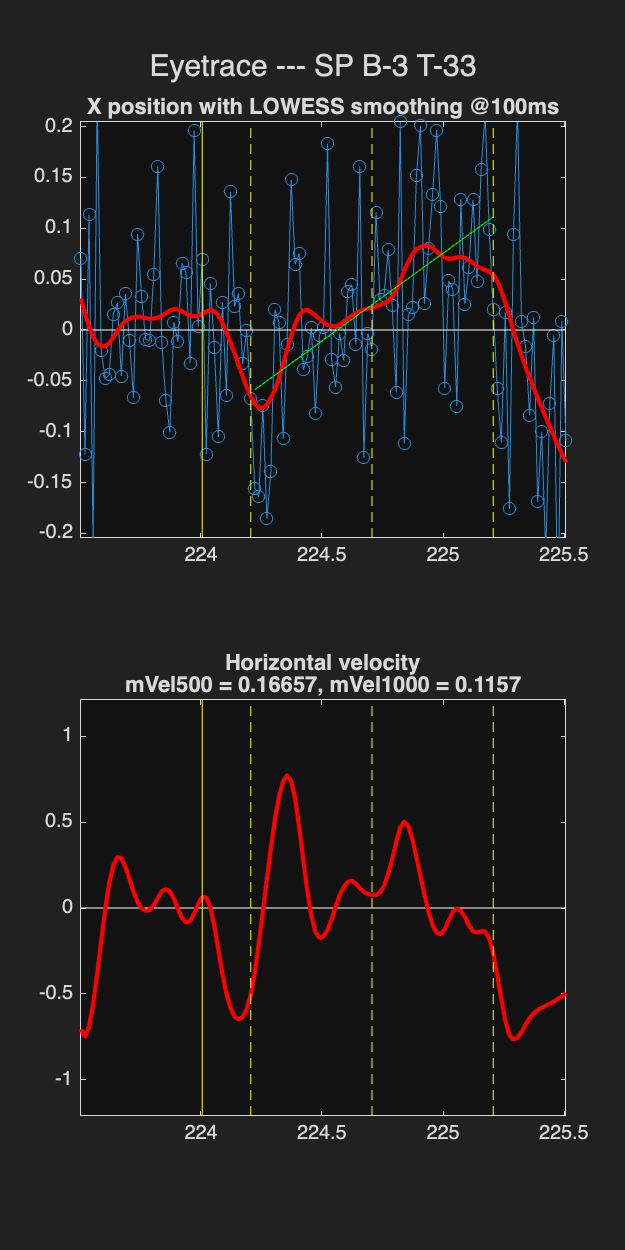 Eyetrace --- SP B-3 T-33
X position with LOWESS smoothing @100ms
0.2
0.15
0.1
0.05
0
-0.05
-0.1
-0.15
-0.2
224 224.5 225 225.5
Horizontal velocity
mVel500 = 0.16657, mVel1000 = 0.1157
1
0.5
0
-0.5
-1
224 224.5 225 225.5